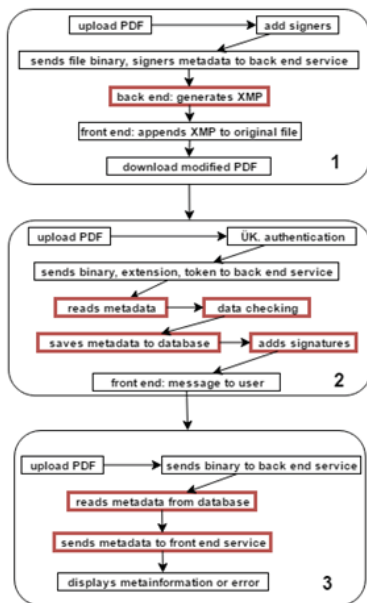 upload PDF
add signers
sends file binary, signers metadata to back end service
back end: generates XMP
front end: appends XMP to original file
download modified PDF
1
upload PDF
ÜK. authentication
sends binary, extension, token to back end service
reads metadata
data checking
saves metadata to database
adds signatures
front end: message to user
2
upload PDF
sends binary to back end service
reads metadata from database
sends metadata to front end service
displays metainformation or error
3